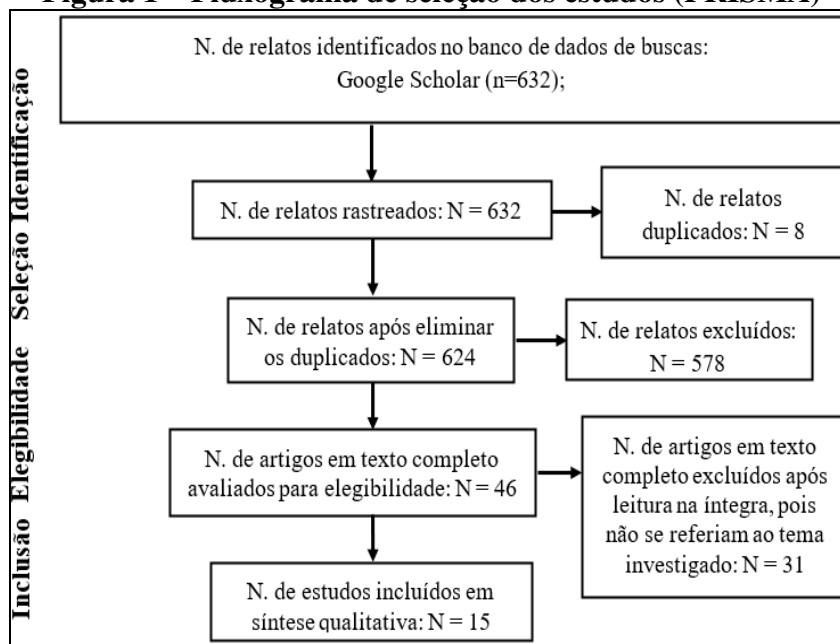 Figura 1 – Fluxograma de seleção dos estudos (PRISMA)
Identificação
N. de relatos identificados no banco de dados de buscas:
Google Scholar (n=632);
Seleção
N. de relatos rastreados: N = 632
N. de relatos
duplicados: N = 8
N. de relatos após eliminar
os duplicados: N = 624
N. de relatos excluídos:
N = 578
Elegibilidade
N. de artigos em texto completo
avaliados para elegibilidade: N = 46
N. de artigos em texto
completo excluídos após
leitura na íntegra, pois
não se referiam ao tema
investigado: N = 31
Inclusão
N. de estudos incluídos em
síntese qualitativa: N = 15